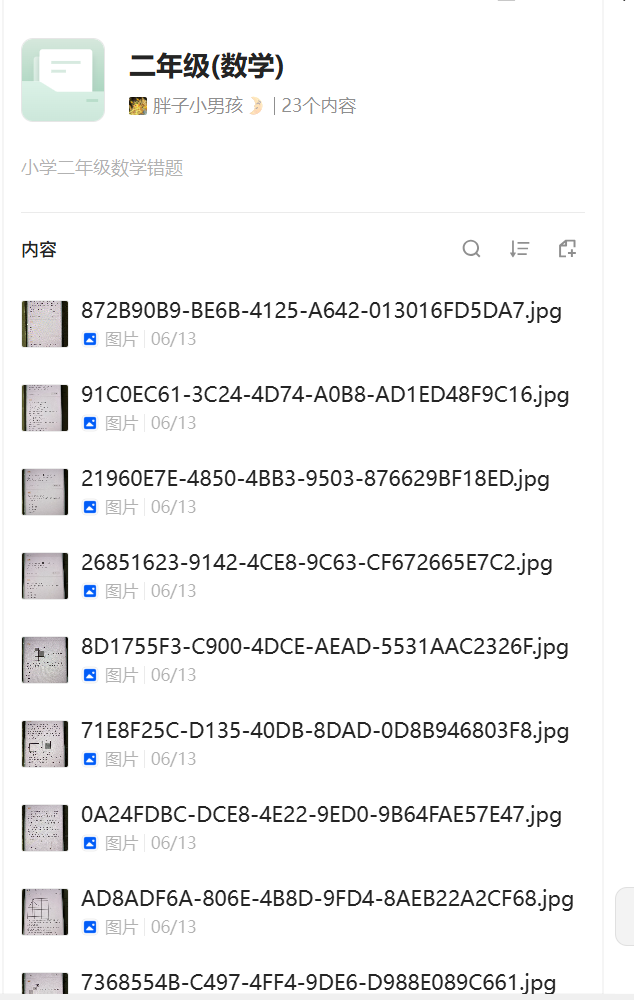 二年级(数学)
胖子小男孩🌛 | 23个内容
小学二年级数学错题
内容
872B90B9-BE6B-4125-A642-013016FD5DA7.jpg
图片 | 06/13
91C0EC61-3C24-4D74-A0B8-AD1ED48F9C16.jpg
图片 | 06/13
21960E7E-4850-4BB3-9503-876629BF18ED.jpg
图片 | 06/13
26851623-9142-4CE8-9C63-CF672665E7C2.jpg
图片 | 06/13
8D1755F3-C900-4DCE-AEAD-5531AAC2326F.jpg
图片 | 06/13
71E8F25C-D135-40DB-8DAD-0D8B946803F8.jpg
图片 | 06/13
0A24FDBC-DCE8-4E22-9ED0-9B64FAE57E47.jpg
图片 | 06/13
AD8ADF6A-806E-4B8D-9FD4-8AEB22A2CF68.jpg
图片 | 06/13
7368554B-C497-4FF4-9DE6-D988E089C661.jpg